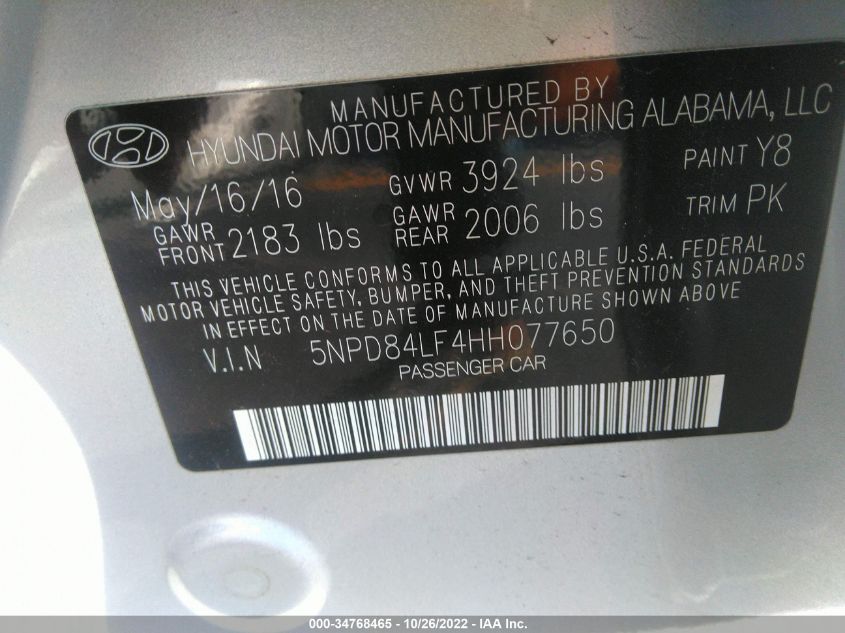 MANUFACTURED BY
HYUNDAI MOTOR MANUFACTURING ALABAMA, LLC
May/16/16 GVWR 3924 lbs PAINT Y8
GAWR FRONT 2183 lbs GAWR REAR 2006 lbs TRIM PK
THIS VEHICLE CONFORMS TO ALL APPLICABLE U.S.A. FEDERAL
MOTOR VEHICLE SAFETY, BUMPER, AND THEFT PREVENTION STANDARDS
IN EFFECT ON THE DATE OF MANUFACTURE SHOWN ABOVE
V.I.N 5NPD84LF4HH077650
PASSENGER CAR
000-34768465 - 10/26/2022 - IAA Inc.